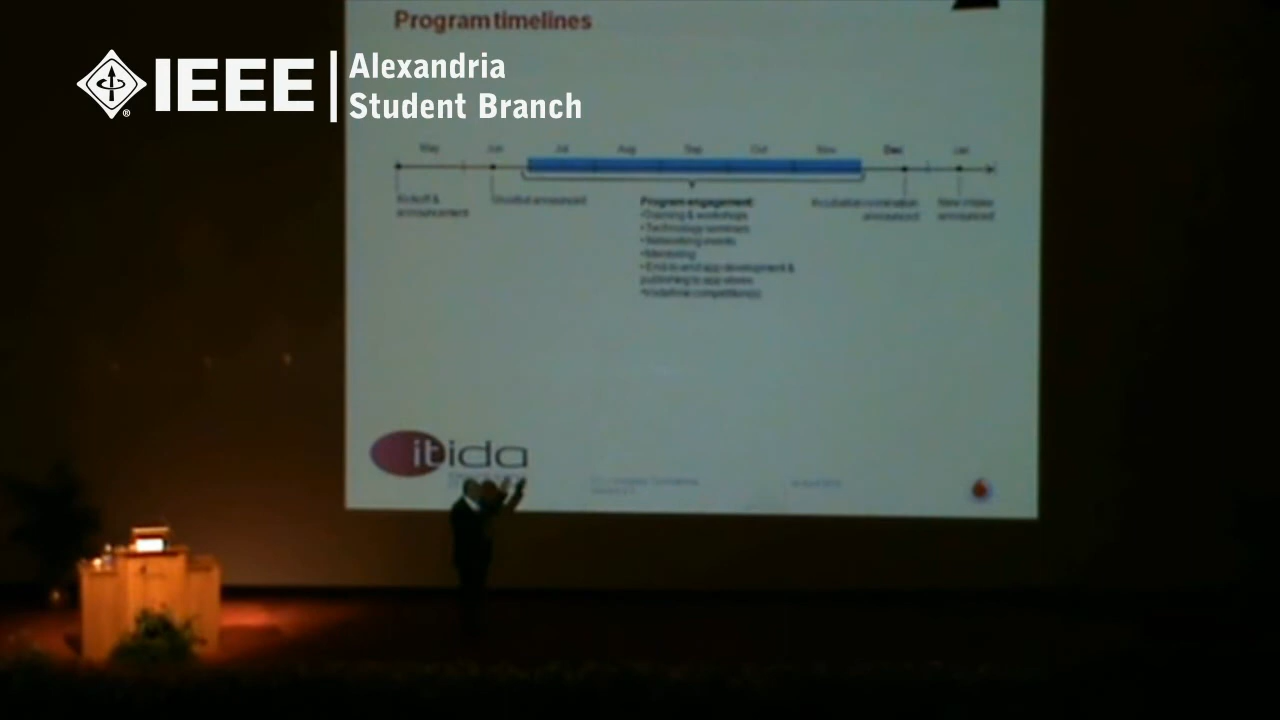 Program timelines
IEEE
Alexandria
Student Branch
May Jun Jul Aug Sep Oct Nov Dec Jan
Kickoff &
announcement
Shortlist announced
Program engagement:
•Training & workshops
•Technology seminars
•Networking events
•Mentoring
•End to end app development &
publishing to app stores
•Vodafone competition(s)
Incubation nomination
announced
New intake
announced
itida